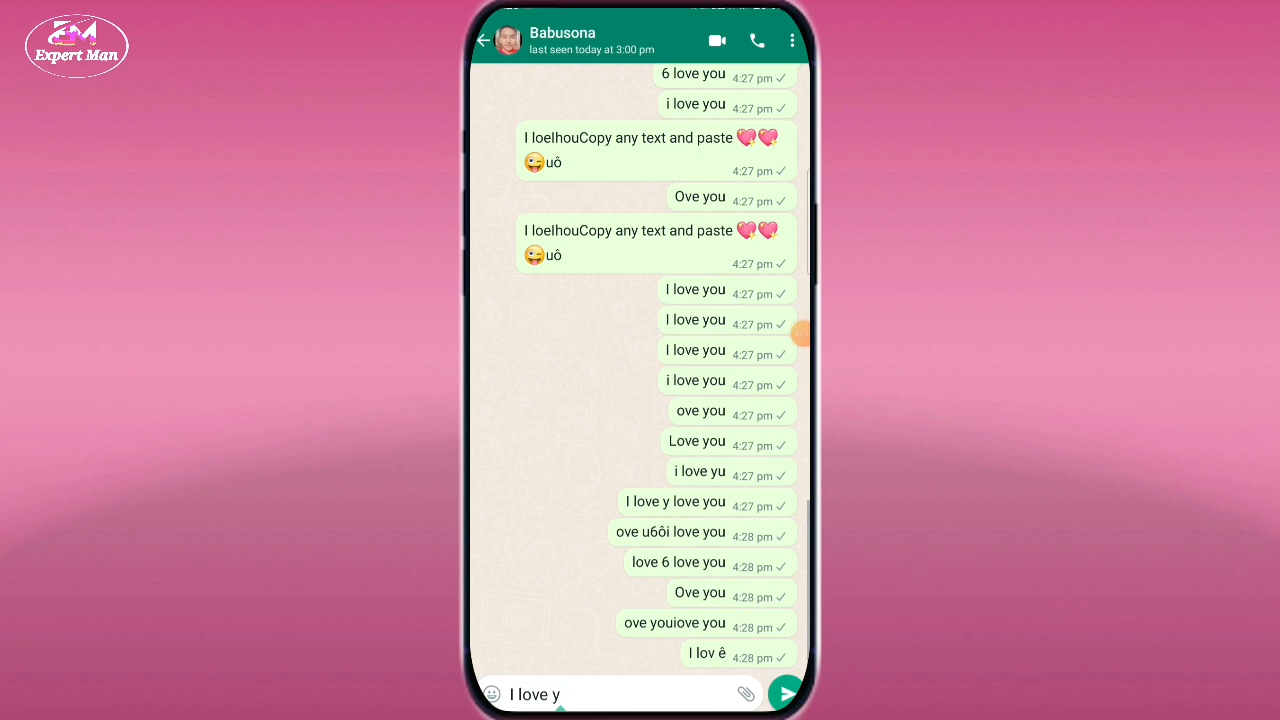 EM
Expert Man
Babusona
last seen today at 3:00 pm
6 love you 4:27 pm
i love you 4:27 pm
I loelhouCopy any text and paste 💖💖
😜uô 4:27 pm
Ove you 4:27 pm
I loelhouCopy any text and paste 💖💖
😜uô 4:27 pm
I love you 4:27 pm
I love you 4:27 pm
I love you 4:27 pm
i love you 4:27 pm
ove you 4:27 pm
Love you 4:27 pm
i love yu 4:27 pm
I love y love you 4:27 pm
ove u6ôi love you 4:28 pm
love 6 love you 4:28 pm
Ove you 4:28 pm
ove youiove you 4:28 pm
I lov ê 4:28 pm
I love y